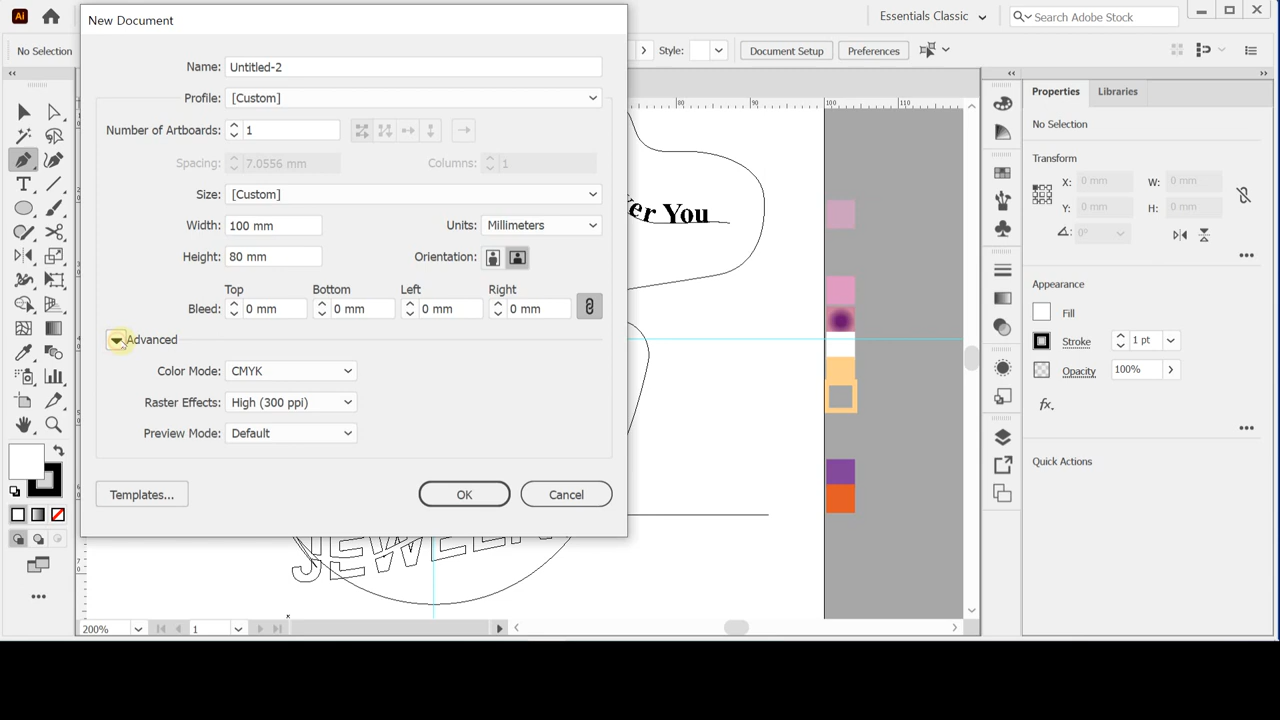 Ai
New Document
Essentials Classic
Search Adobe Stock
No Selection
Style:
Document Setup
Preferences
Name: Untitled-2
Profile: [Custom]
Number of Artboards: 1
Spacing: 7.0556 mm
Columns: 1
Size: [Custom]
Width: 100 mm
Units: Millimeters
Height: 80 mm
Orientation:
Top Bottom Left Right
Bleed: 0 mm 0 mm 0 mm 0 mm
Advanced
Color Mode: CMYK
Raster Effects: High (300 ppi)
Preview Mode: Default
Templates...
OK
Cancel
80 90 100 110
er You
JEWELER
200%
1
Properties
Libraries
No Selection
Transform
X: 0 mm W: 0 mm
Y: 0 mm H: 0 mm
0°
Appearance
Fill
Stroke 1 pt
Opacity 100%
fx
Quick Actions